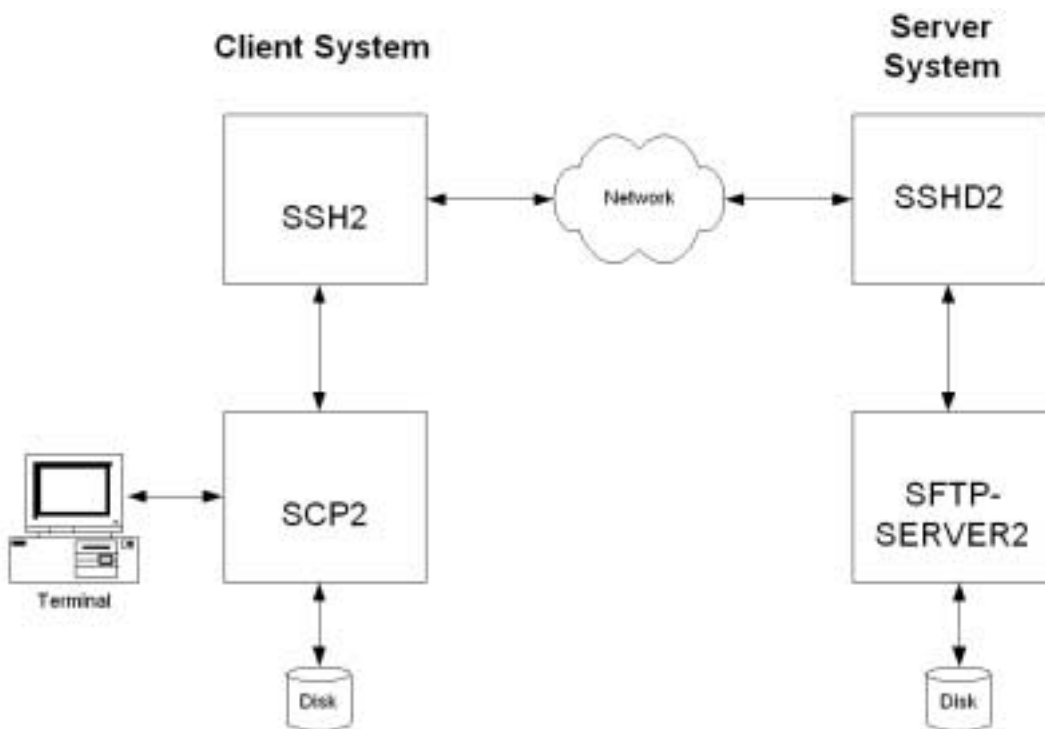 Client System
Server
System
SSH2
Network
SSHD2
SCP2
SFTP-
SERVER2
Terminal
Disk
Disk